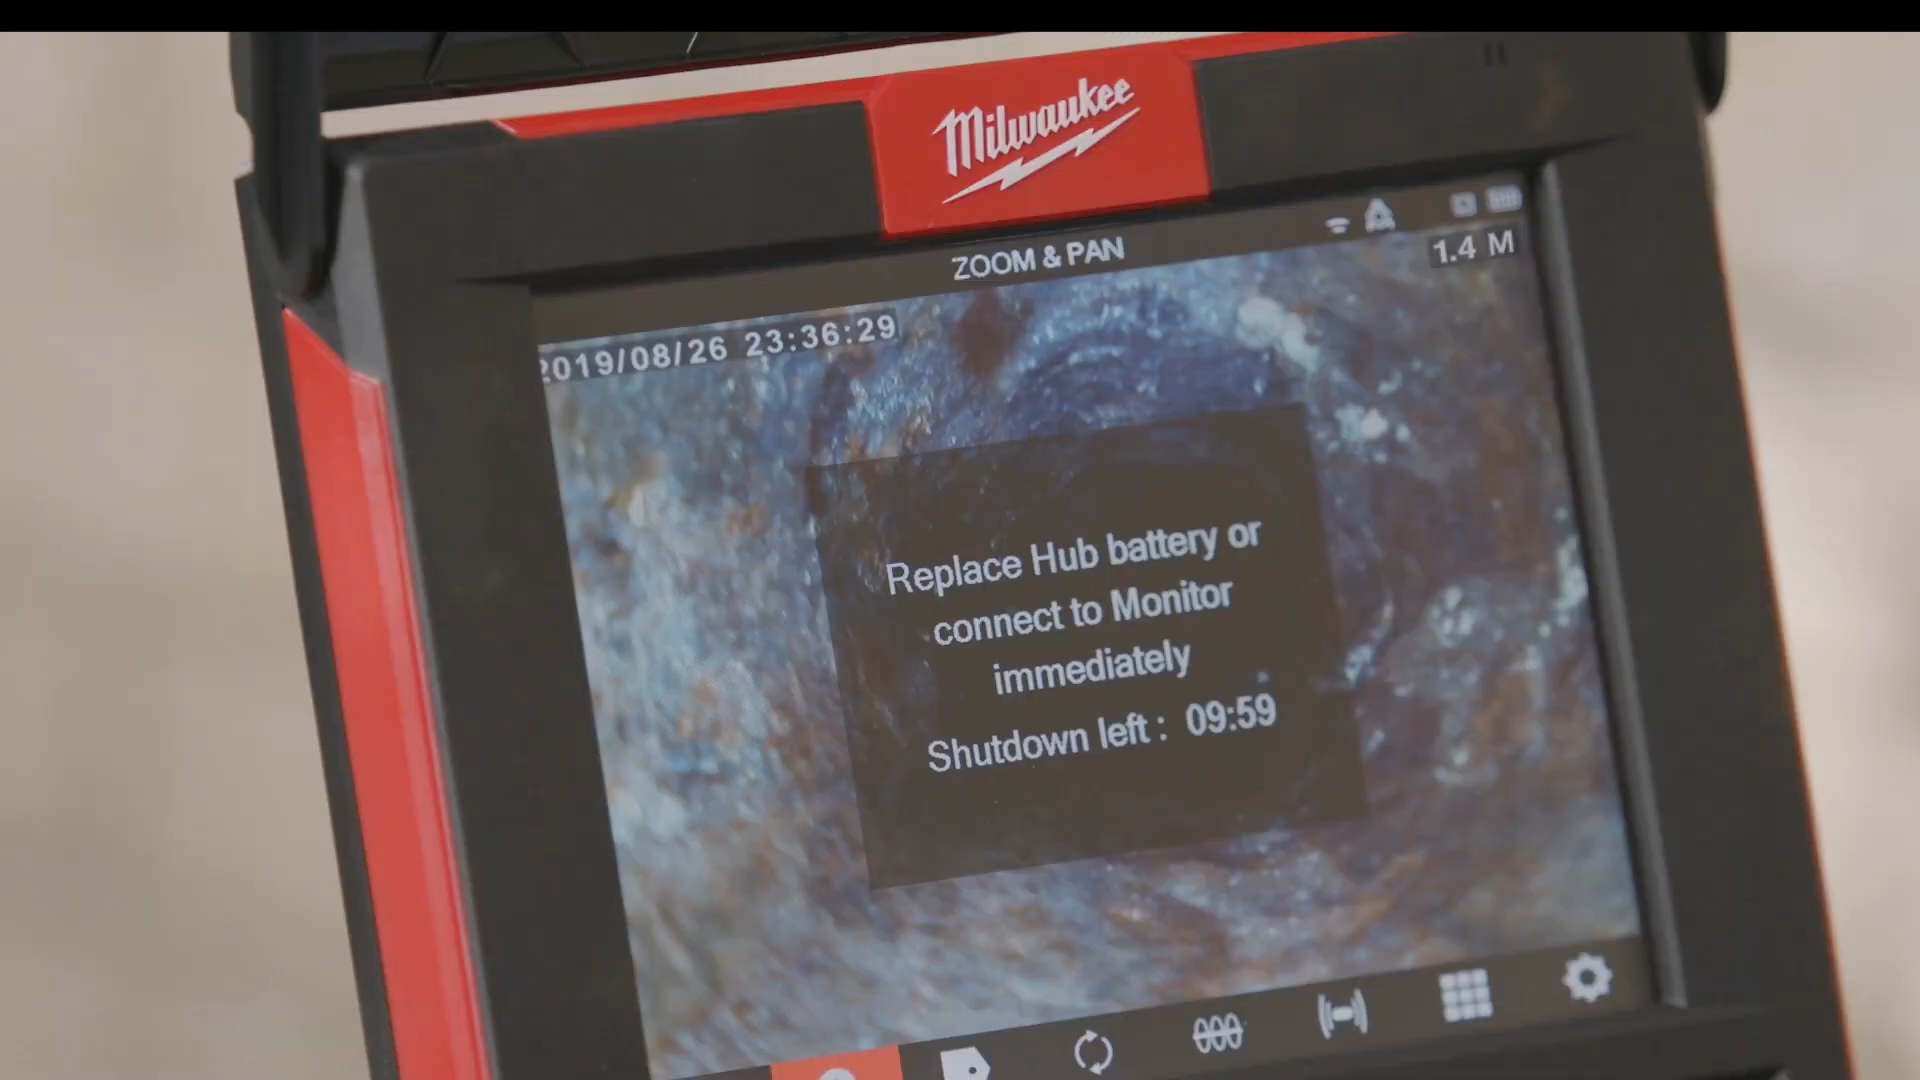 Milwaukee
ZOOM & PAN
1.4 M
2019/08/26 23:36:29
Replace Hub battery or
connect to Monitor
immediately
Shutdown left : 09:59